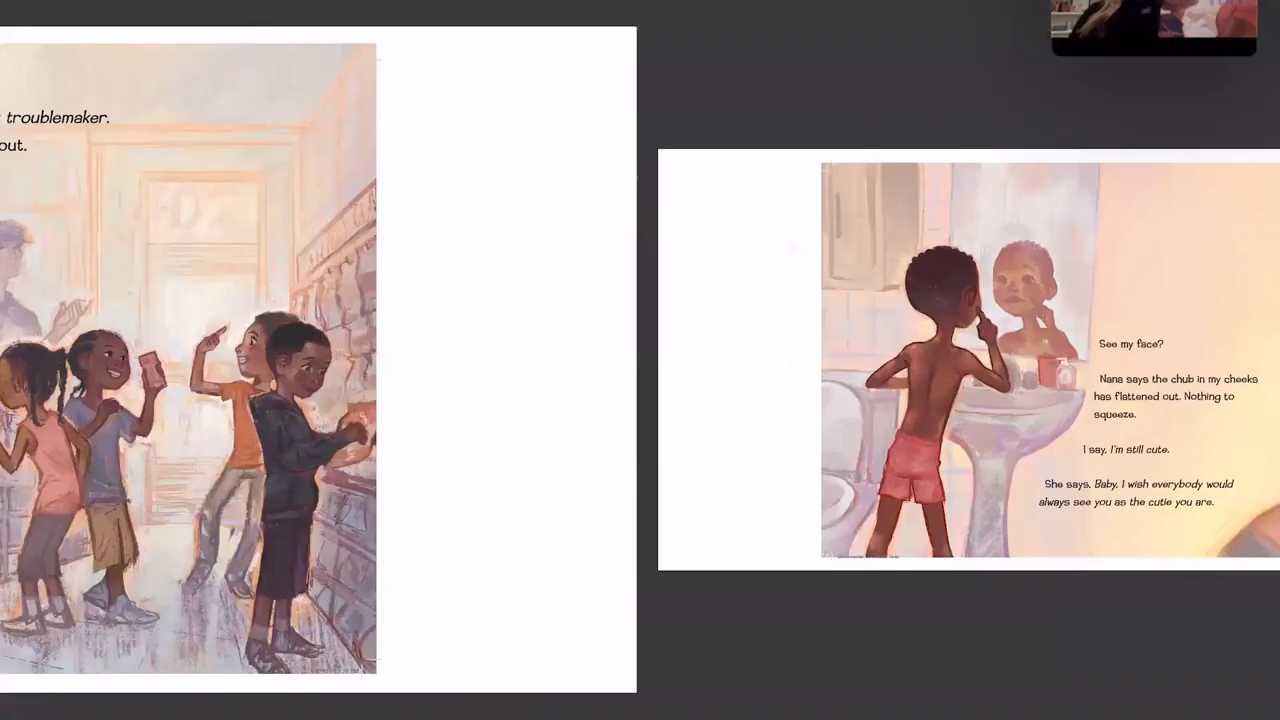 troublemaker.
out.
See my face?
Nana says the chub in my cheeks
has flattened out. Nothing to
squeeze.
I say, I'm still cute.
She says, Baby, I wish everybody would
always see you as the cutie you are.